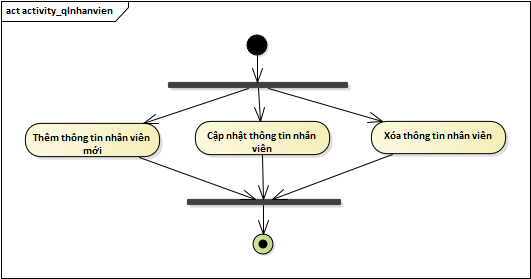 act activity_qlnhanvien
Thêm thông tin nhân viên
mới
Cập nhật thông tin nhân
viên
Xóa thông tin nhân viên